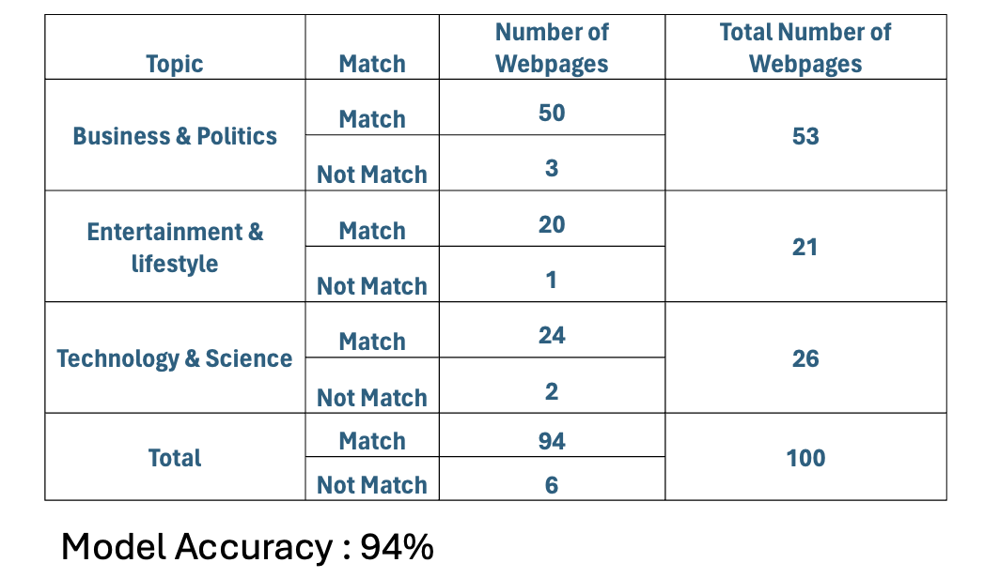 Topic
Match
Number of
Webpages
Total Number of
Webpages
Business & Politics
Match
50
53
Not Match
3
Entertainment &
lifestyle
Match
20
21
Not Match
1
Technology & Science
Match
24
26
Not Match
2
Total
Match
94
100
Not Match
6
Model Accuracy : 94%